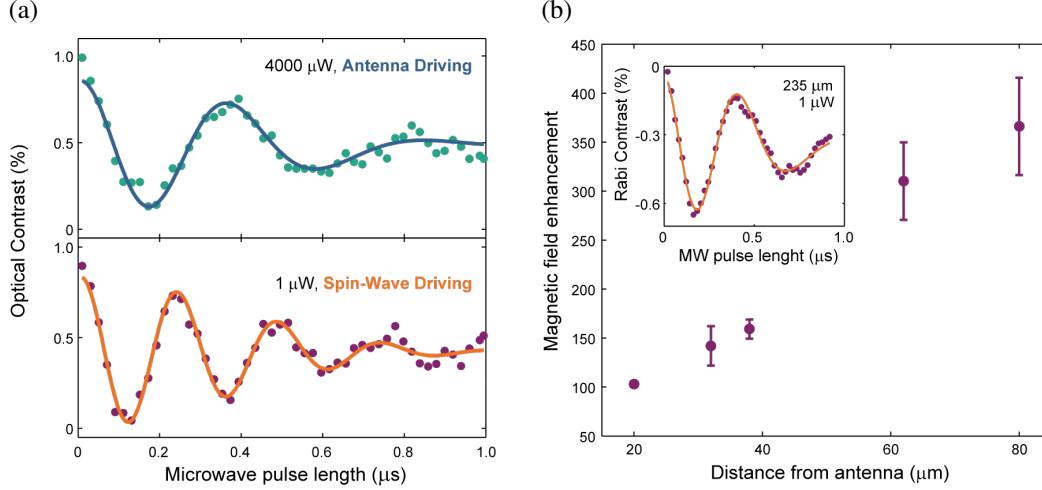 (a)
Optical Contrast (%)
1.0
0.5
0
4000 μW, Antenna Driving
1.0
0.5
0
1 μW, Spin-Wave Driving
0 0.2 0.4 0.6 0.8 1.0
Microwave pulse length (μs)
(b)
Magnetic field enhancement
450
400
350
300
250
200
150
100
50
Rabi Contrast (%)
0
-0.3
-0.6
235 μm
1 μW
0 0.5 1.0
MW pulse lenght (μs)
20 40 60 80
Distance from antenna (μm)